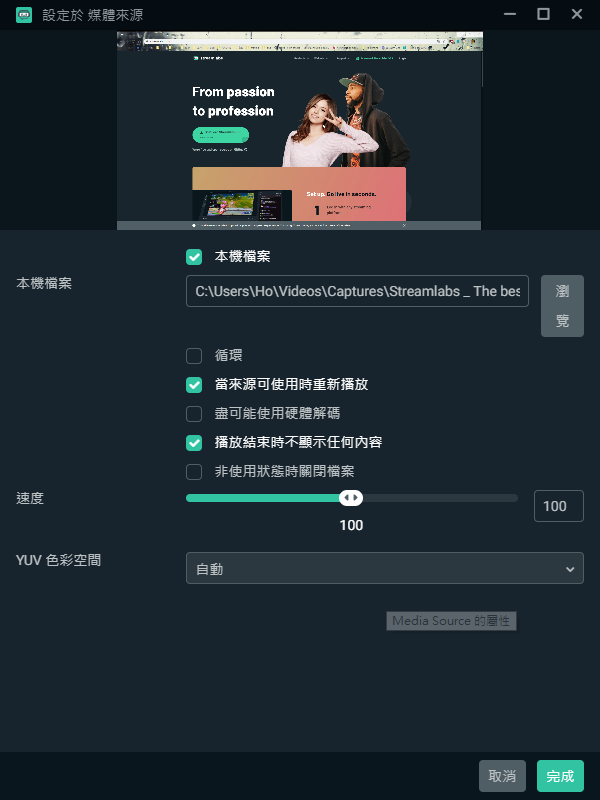 設定於 媒體來源
streamlabs
From passion
to profession
Set up. Go live in seconds.
1
本機檔案
本機檔案
C:\Users\Ho\Videos\Captures\Streamlabs _ The bes
瀏
覽
循環
當來源可使用時重新播放
盡可能使用硬體解碼
播放結束時不顯示任何內容
非使用狀態時關閉檔案
速度
100
100
YUV 色彩空間
自動
Media Source 的屬性
取消
完成